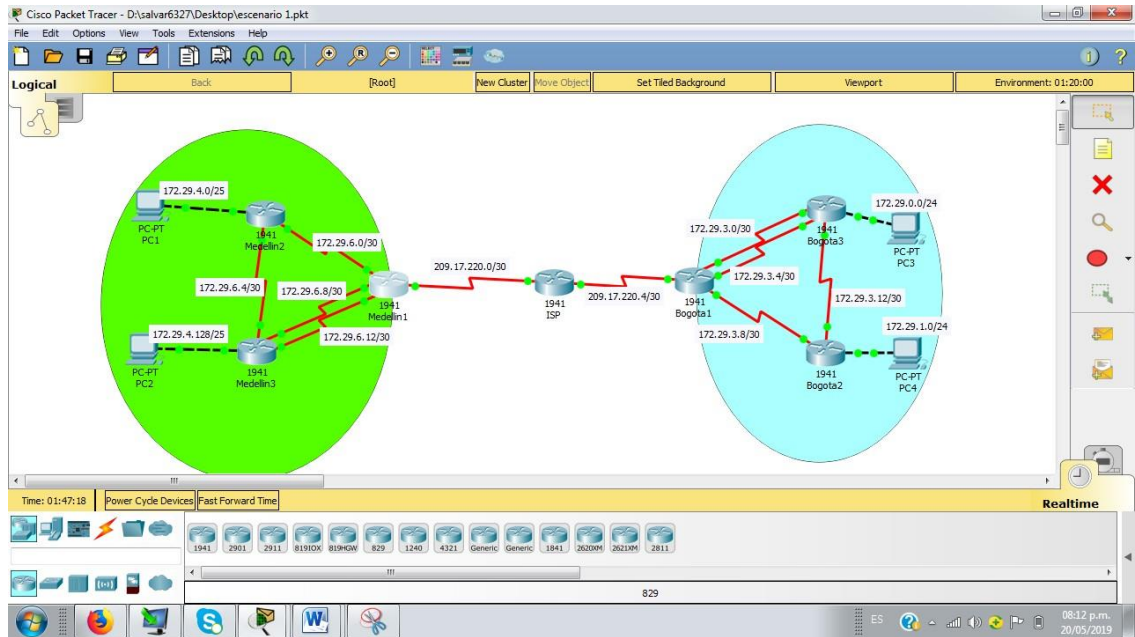 Cisco Packet Tracer - D:\salvar6327\Desktop\escenario 1.pkt
File Edit Options View Tools Extensions Help
Logical
Back
[Root]
New Cluster
Move Object
Set Tiled Background
Viewport
Environment: 01:20:00
172.29.4.0/25
PC-PT
PC1
1941
Medellin2
172.29.6.0/30
172.29.6.4/30
172.29.6.8/30
1941
Medellin1
172.29.6.12/30
172.29.4.128/25
PC-PT
PC2
1941
Medellin3
209.17.220.0/30
1941
ISP
209.17.220.4/30
1941
Bogota1
172.29.3.0/30
1941
Bogota3
172.29.0.0/24
PC-PT
PC3
172.29.3.4/30
172.29.3.12/30
172.29.3.8/30
172.29.1.0/24
1941
Bogota2
PC-PT
PC4
Time: 01:47:18
Power Cycle Devices
Fast Forward Time
Realtime
1941 2901 2911 819IOX 819HGW 829 1240 4321 Generic Generic 1841 2620XM 2621XM 2811
829
ES
08:12 p.m.
20/05/2019